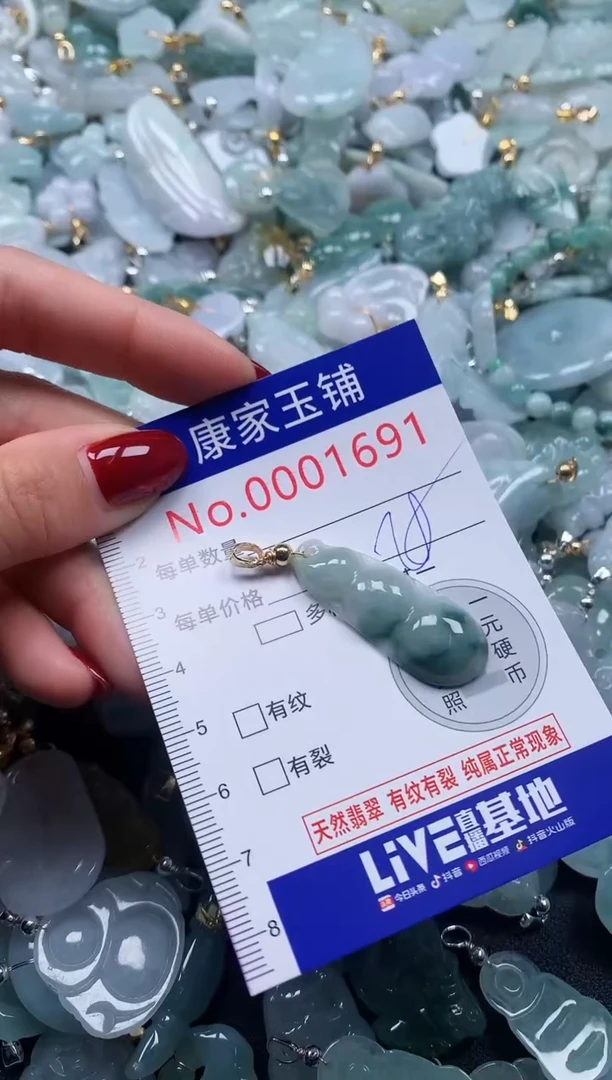 康家玉铺
No.0001691
每单数量
每单价格
多
一元硬币
照
有纹
有裂
天然翡翠 有纹有裂 纯属正常现象
LiVE直播基地
今日头条 抖音 西瓜视频 抖音火山版
2
3
4
5
6
7
8